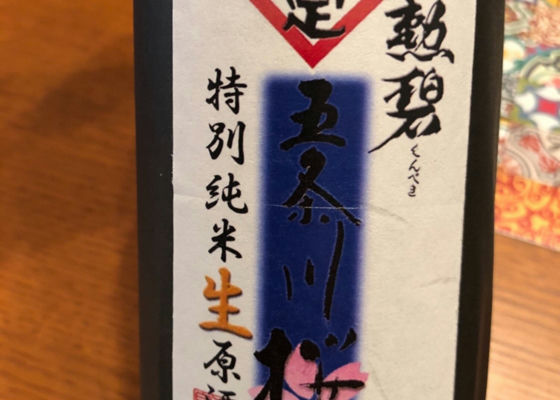 勲碧
くんぺき
定
五条川桜
特別純米生原酒